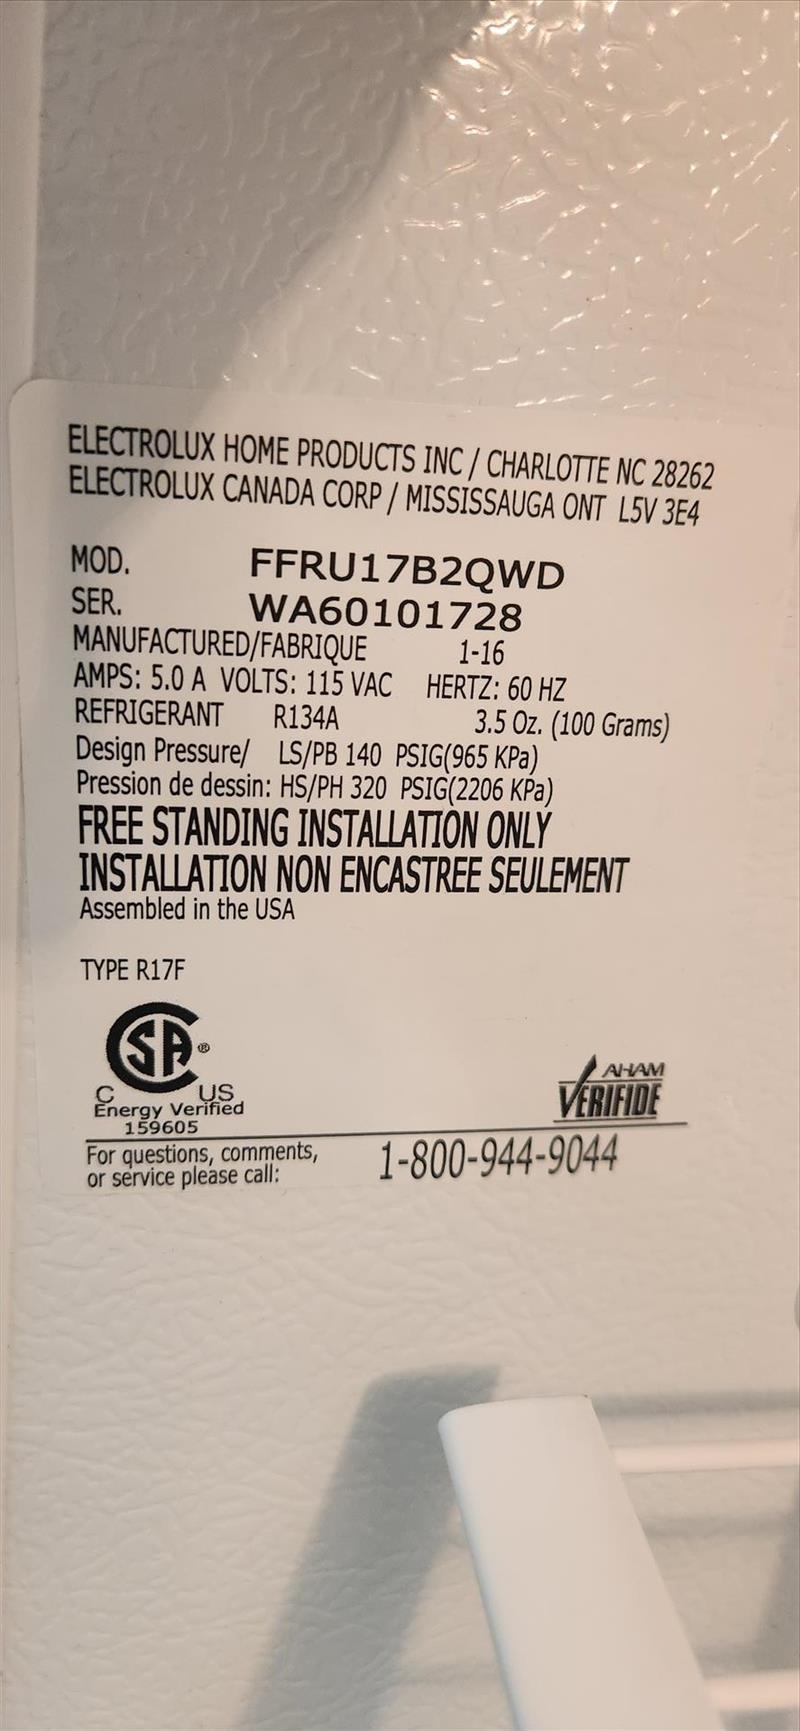 ELECTROLUX HOME PRODUCTS INC / CHARLOTTE NC 28262
ELECTROLUX CANADA CORP / MISSISSAUGA ONT L5V 3E4
MOD. FFRU17B2QWD
SER. WA60101728
MANUFACTURED/FABRIQUE 1-16
AMPS: 5.0 A VOLTS: 115 VAC HERTZ: 60 HZ
REFRIGERANT R134A 3.5 Oz. (100 Grams)
Design Pressure/ LS/PB 140 PSIG(965 KPa)
Pression de dessin: HS/PH 320 PSIG(2206 KPa)
FREE STANDING INSTALLATION ONLY
INSTALLATION NON ENCASTREE SEULEMENT
Assembled in the USA
TYPE R17F
SA ®
C US
Energy Verified
159605
AHAM
VERIFIDE
For questions, comments,
or service please call: 1-800-944-9044